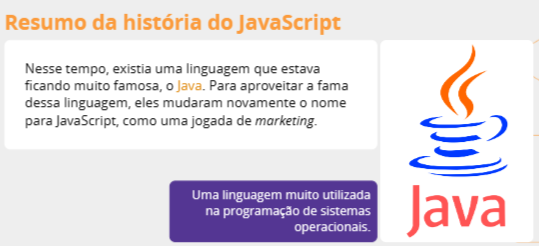 Resumo da história do JavaScript
Nesse tempo, existia uma linguagem que estava
ficando muito famosa, o Java. Para aproveitar a fama
dessa linguagem, eles mudaram novamente o nome
para JavaScript, como uma jogada de marketing.
Uma linguagem muito utilizada
na programação de sistemas
operacionais.
Java